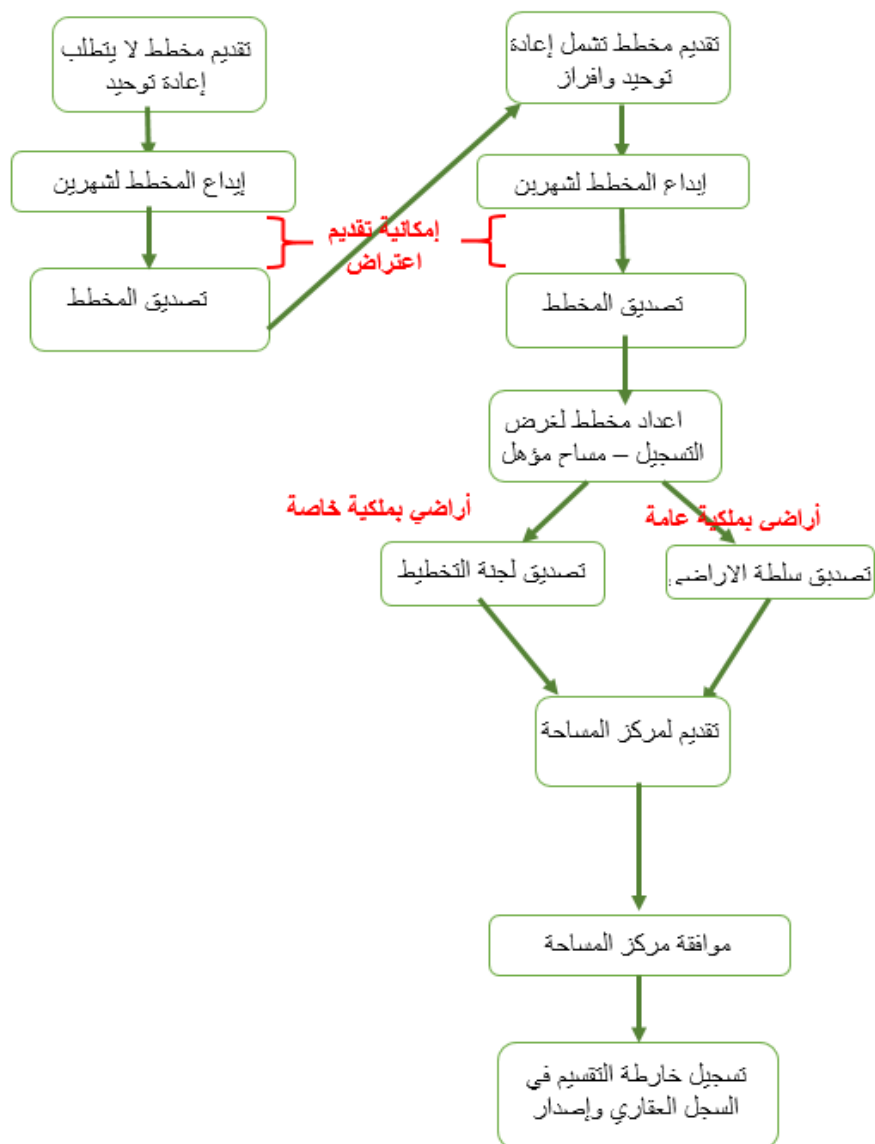 تقديم مخطط لا يتطلب
إعادة توحيد
تقديم مخطط تشمل إعادة
توحيد وافراز
إيداع المخطط لشهرين
إيداع المخطط لشهرين
إمكانية تقديم
اعتراض
تصديق المخطط
تصديق المخطط
اعداد مخطط لغرض
التسجيل – مساح مؤهل
أراضي بملكية خاصة
أراضي بملكية عامة
تصديق لجنة التخطيط
تصديق سلطة الاراضي
تقديم لمركز المساحة
موافقة مركز المساحة
تسجيل خارطة التقسيم في
السجل العقاري وإصدار